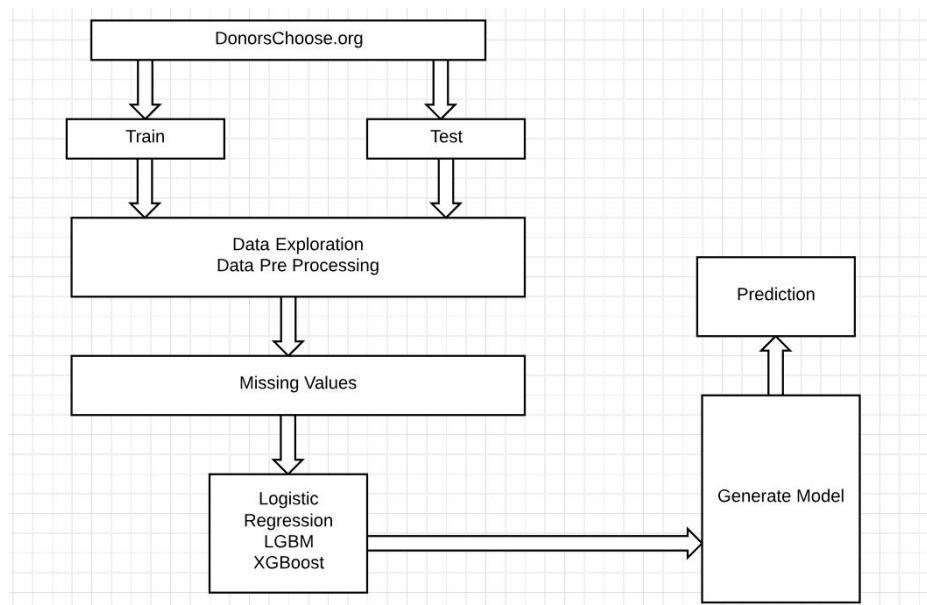 DonorsChoose.org
Train
Test
Data Exploration
Data Pre Processing
Missing Values
Logistic
Regression
LGBM
XGBoost
Generate Model
Prediction